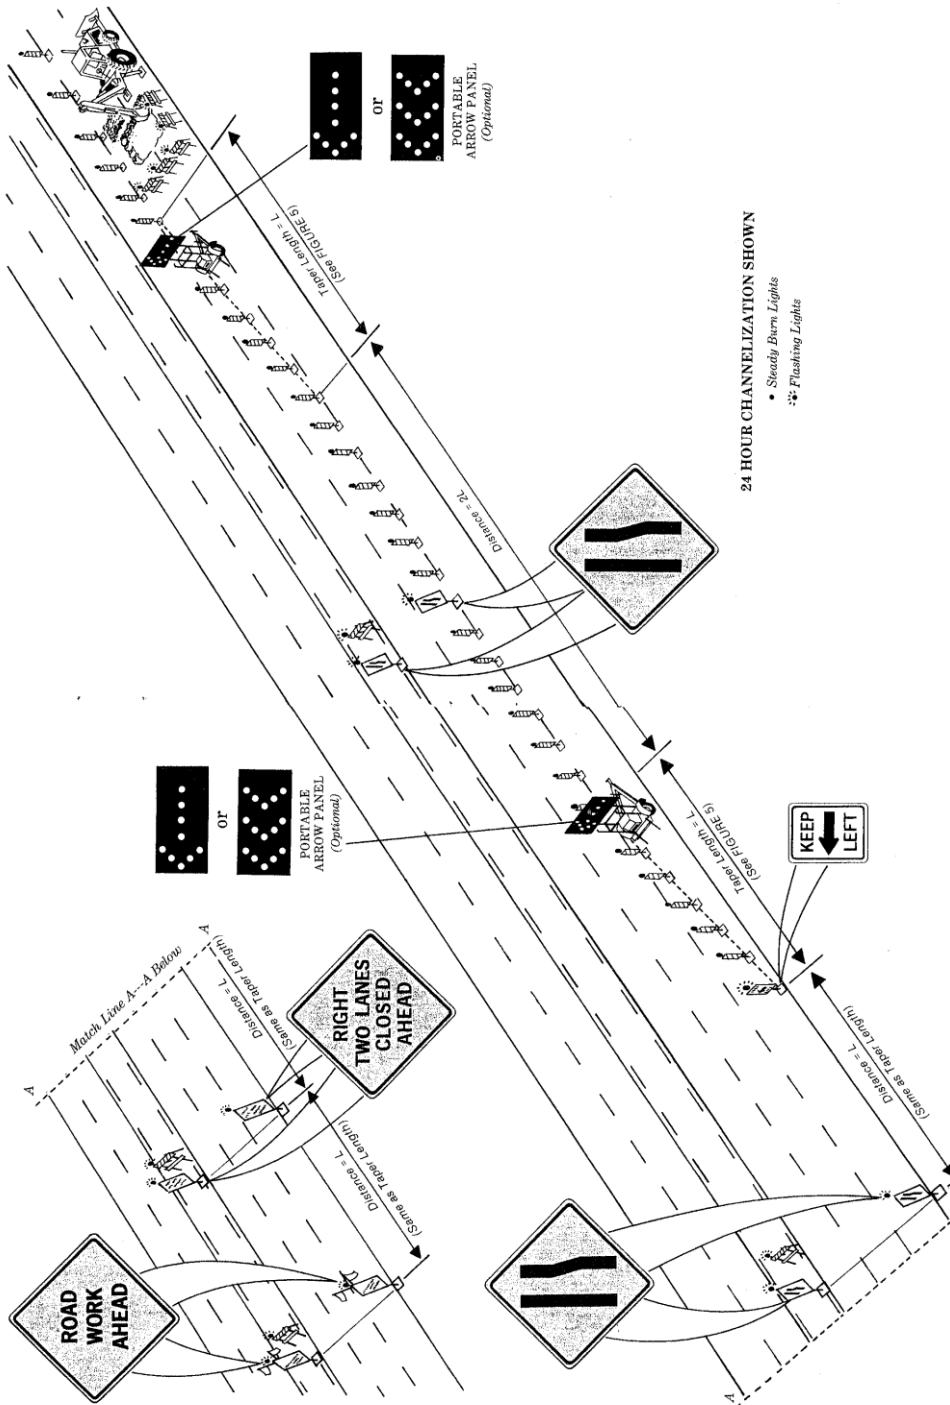 or
PORTABLE
ARROW PANEL
(Optional)
Taper Length = L
(See FIGURE 5)
24 HOUR CHANNELIZATION SHOWN
• Steady Burn Lights
Flashing Lights
Distance = 2L
or
PORTABLE
ARROW PANEL
(Optional)
Taper Length = L
(See FIGURE 5)
KEEP
LEFT
Distance = L
(Same as Taper Length)
A
Match Line A---A Below
A
Distance = L
(Same as Taper Length)
RIGHT
TWO LANES
CLOSED
AHEAD
Distance = L
(Same as Taper Length)
ROAD
WORK
AHEAD
A